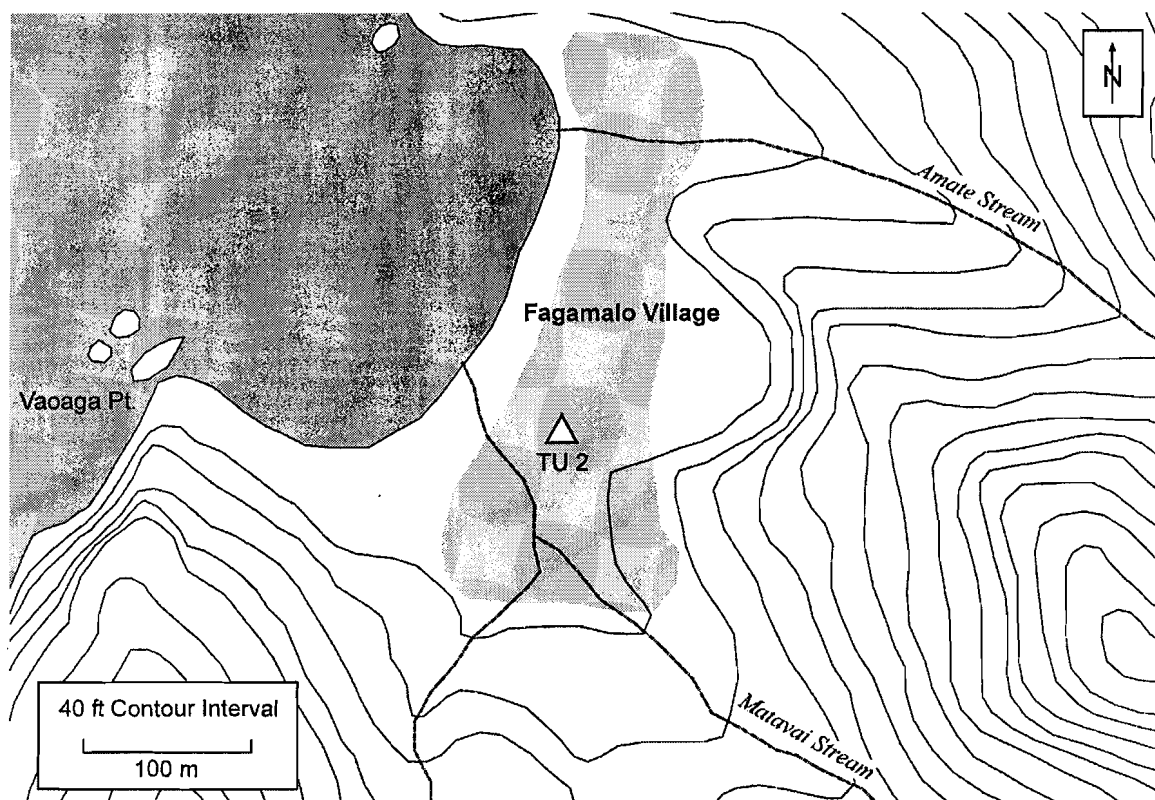 N
Amate Stream
Fagamalo Village
Vaoaga Pt.
TU 2
40 ft Contour Interval
100 m
Matavai Stream